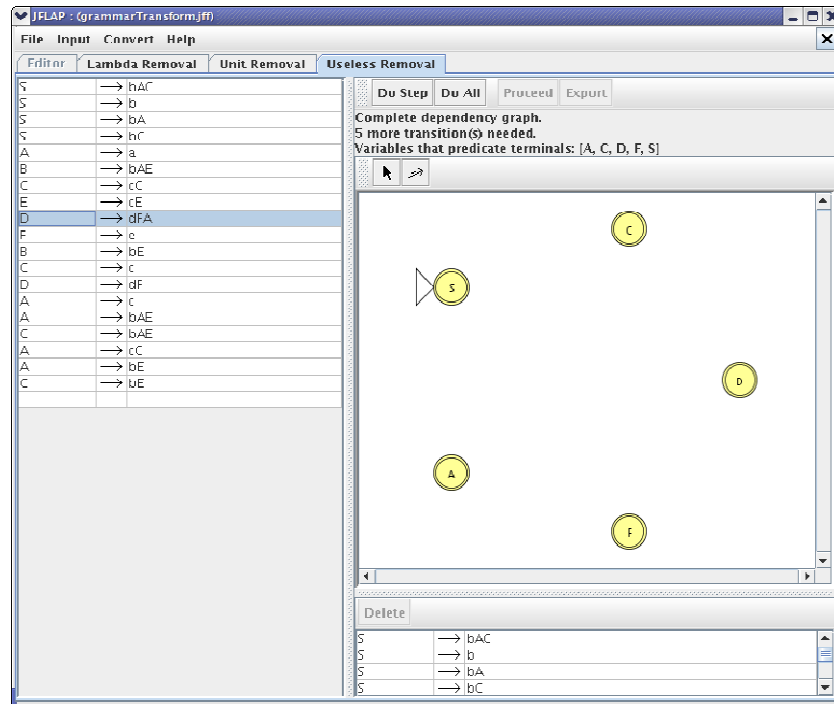 JFLAP : (grammarTransform.jff)
File Input Convert Help
Editor Lambda Removal Unit Removal Useless Removal
S → bAC
S → b
S → bA
S → bC
A → a
B → bAE
C → cC
E → cE
D → dFA
F → e
B → bE
C → c
D → dF
A → c
A → bAE
C → bAE
A → cC
A → bE
C → bE
Do Step Do All Proceed Export
Complete dependency graph.
5 more transition(s) needed.
Variables that predicate terminals: [A, C, D, F, S]
C
S
D
A
F
Delete
S → bAC
S → b
S → bA
S → bC